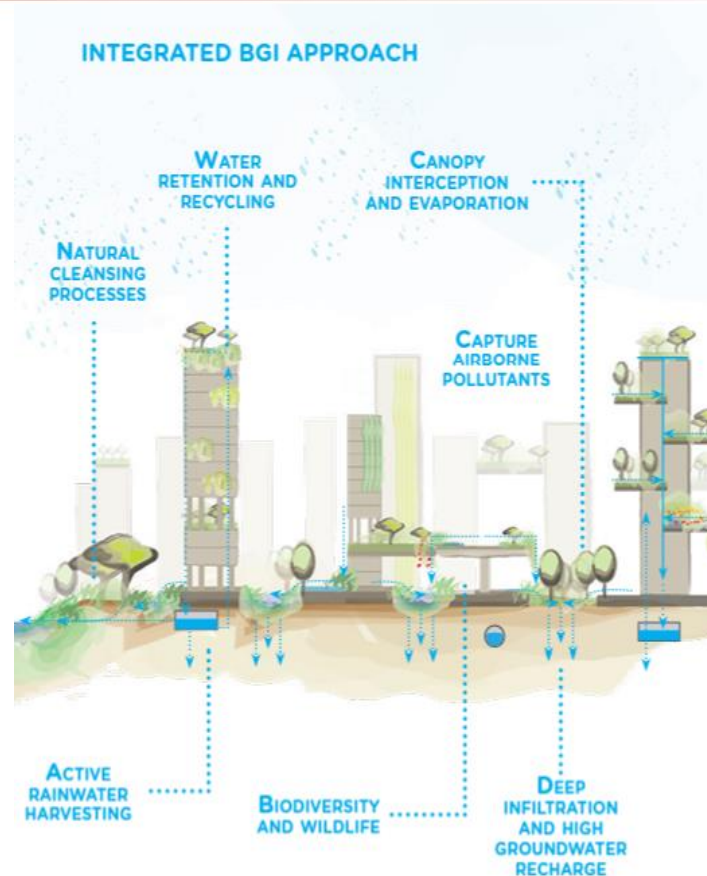 INTEGRATED BGI APPROACH
WATER
RETENTION AND
RECYCLING
CANOPY
INTERCEPTION
AND EVAPORATION
NATURAL
CLEANSING
PROCESSES
CAPTURE
AIRBORNE
POLLUTANTS
ACTIVE
RAINWATER
HARVESTING
BIODIVERSITY
AND WILDLIFE
DEEP
INFILTRATION
AND HIGH
GROUNDWATER
RECHARGE